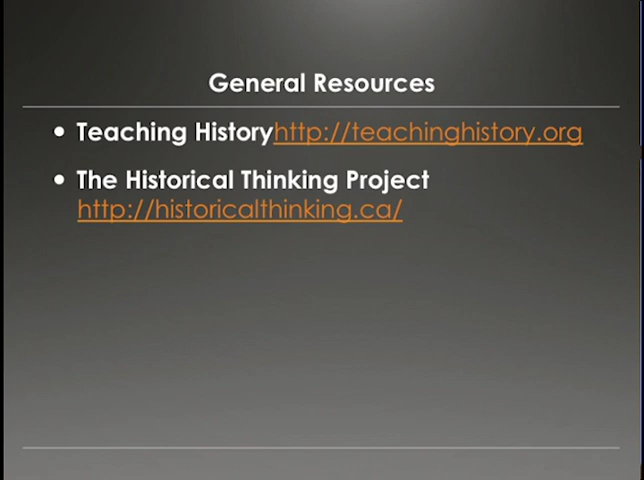 General Resources
• Teaching Historyhttp://teachinghistory.org
• The Historical Thinking Project
http://historicalthinking.ca/